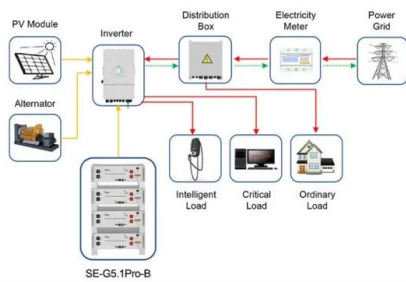 PV Module
Inverter
Distribution
Box
Electricity
Meter
Power
Grid
Alternator
Intelligent
Load
Critical
Load
Ordinary
Load
SE-G5.1Pro-B